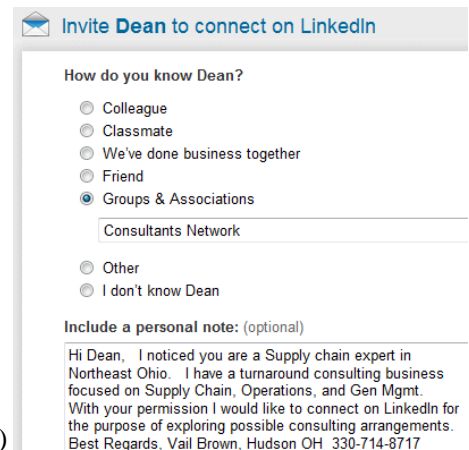 Invite Dean to connect on LinkedIn
How do you know Dean?
Colleague
Classmate
We've done business together
Friend
Groups & Associations
Consultants Network
Other
I don't know Dean
Include a personal note: (optional)
Hi Dean,   I noticed you are a Supply chain expert in
Northeast Ohio.   I have a turnaround consulting business
focused on Supply Chain, Operations, and Gen Mgmt.
With your permission I would like to connect on LinkedIn for
the purpose of exploring possible consulting arrangements.
) Best Regards, Vail Brown, Hudson OH  330-714-8717